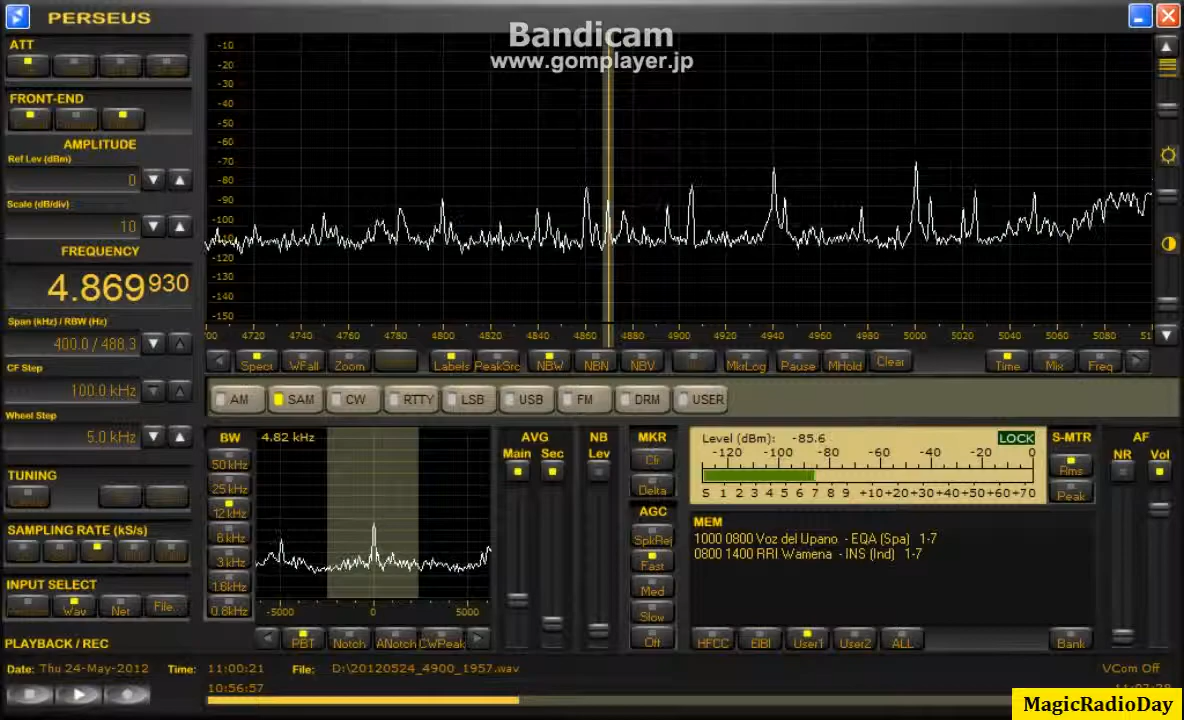 PERSEUS
Bandicam
www.gomplayer.jp
ATT
FRONT-END
AMPLITUDE
Ref Lev (dBm)
0
Scale (dB/div)
10
FREQUENCY
4.869930
Span (kHz) / RBW (Hz)
400.0 / 488.3
CF Step
100.0 kHz
Wheel Step
5.0 kHz
TUNING
SAMPLING RATE (kS/s)
INPUT SELECT
Wav Net File..
PLAYBACK / REC
-10
-20
-30
-40
-50
-60
-70
-80
-90
-100
-110
-120
-130
-140
-150
4720 4740 4760 4780 4800 4820 4840 4860 4880 4900 4920 4940 4960 4980 5000 5020 5040 5060 5080
Spect WFall Zoom Labels PeakSrc NBW NBN NBV MkrLog Pause MHold Clear Time Mix Freq
AM SAM CW RTTY LSB USB FM DRM USER
BW
50 kHz
25 kHz
12 kHz
6 kHz
3 kHz
1.6kHz
0.6kHz
4.82 kHz
-5000 0 5000
PBT Notch ANotch CWPeak
AVG
Main Sec
NB
Lev
MKR
Clr
Delta
AGC
SpkRej
Fast
Med
Slow
Off
Level (dBm): -85.6 LOCK
-120 -100 -80 -60 -40 -20 0
S 1 2 3 4 5 6 7 8 9 +10+20+30+40+50+60+70
S-MTR
Rms
Peak
AF
NR Vol
MEM
1000 0800 Voz del Upano - EQA (Spa) 1-7
0800 1400 RRI Wamena - INS (Ind) 1-7
HFCC EIBI User1 User2 ALL Bank
Date: Thu 24-May-2012 Time: 11:00:21 File: D:\20120524_4900_1957.wav VCom Off
10:56:57
MagicRadioDay